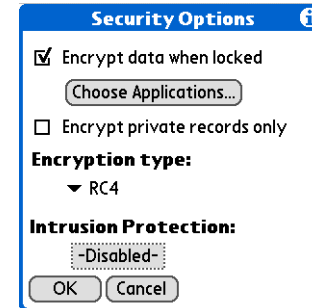 Security Options
Encrypt data when locked
Choose Applications...
Encrypt private records only
Encryption type:
RC4
Intrusion Protection:
-Disabled-
OK Cancel